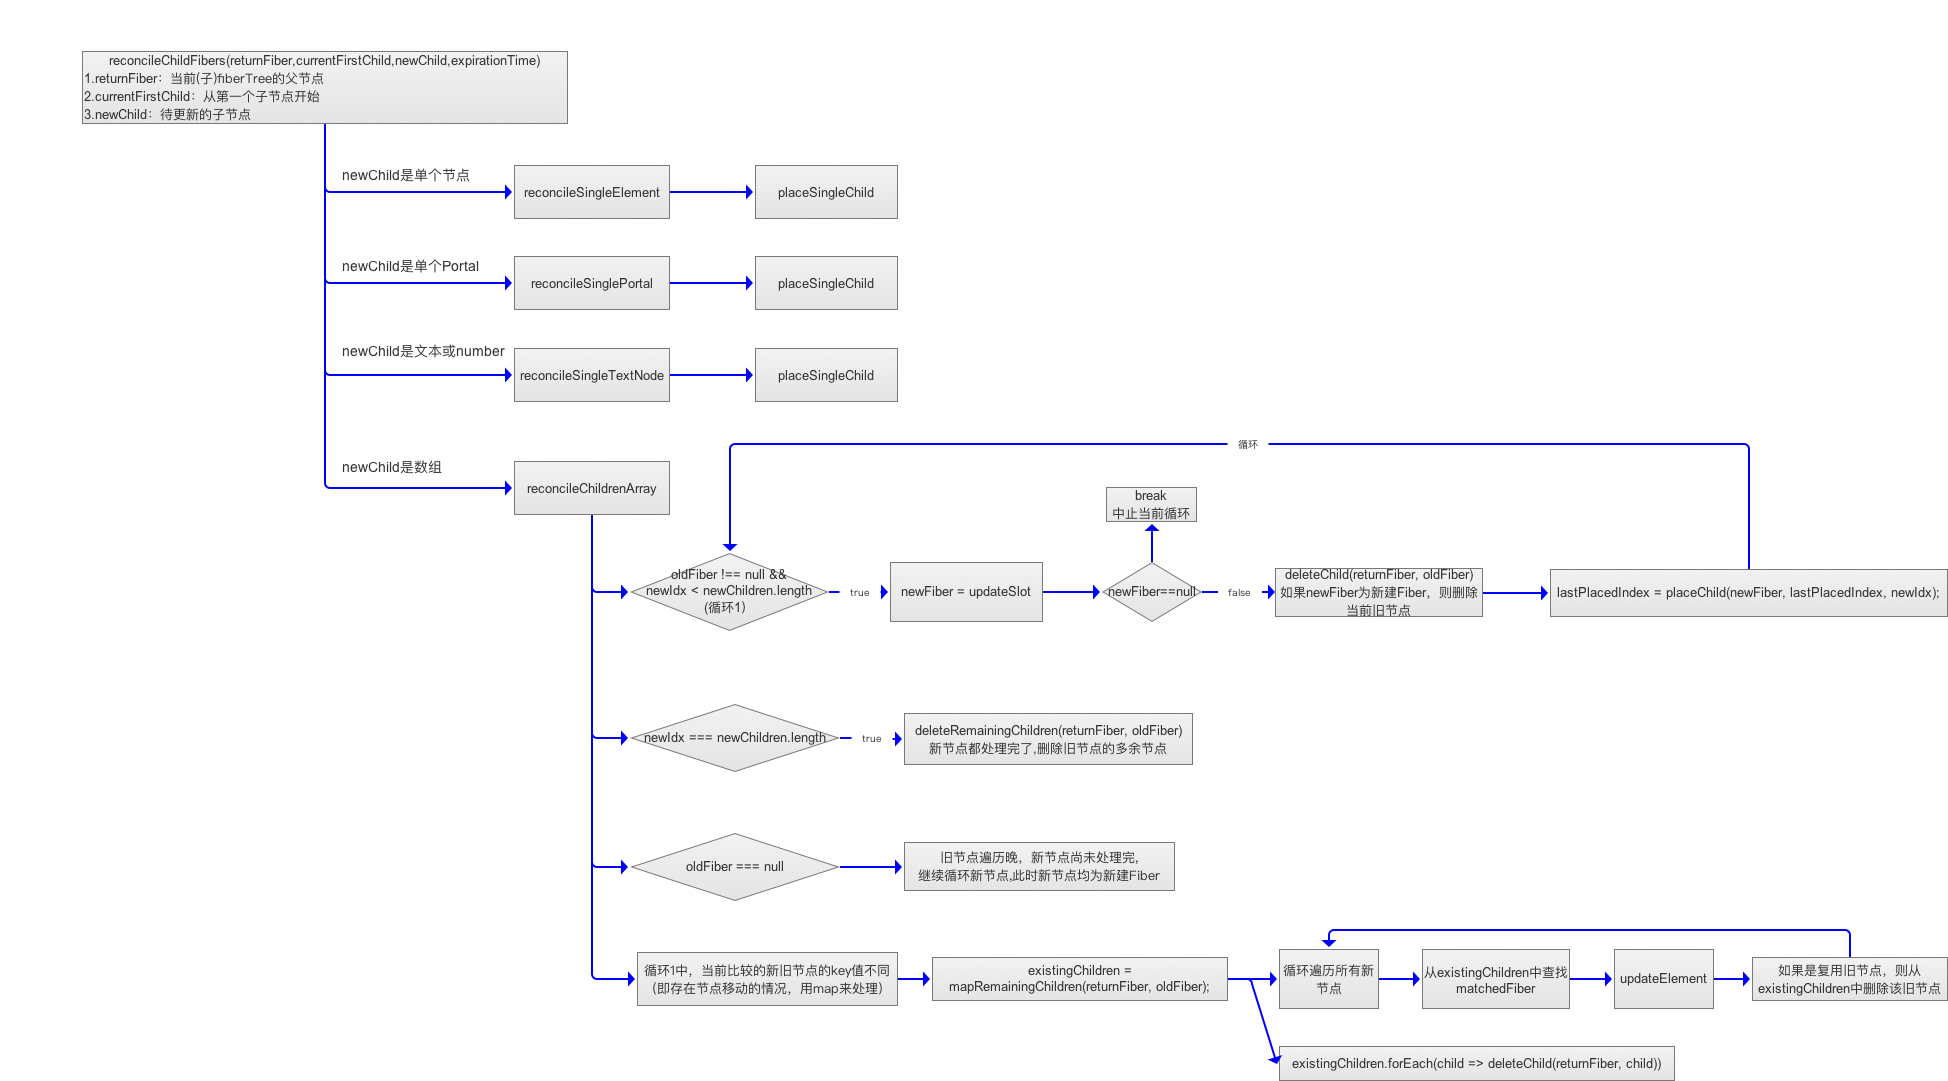 reconcileChildFibers(returnFiber,currentFirstChild,newChild,expirationTime)
1.returnFiber：当前(子)fiberTree的父节点
2.currentFirstChild：从第一个子节点开始
3.newChild：待更新的子节点
newChild是单个节点
reconcileSingleElement
placeSingleChild
newChild是单个Portal
reconcileSinglePortal
placeSingleChild
newChild是文本或number
reconcileSingleTextNode
placeSingleChild
newChild是数组
reconcileChildrenArray
循环
break
中止当前循环
oldFiber !== null &&
newIdx < newChildren.length
(循环1)
true
newFiber = updateSlot
newFiber==null
false
deleteChild(returnFiber, oldFiber)
如果newFiber为新建Fiber，则删除
当前旧节点
lastPlacedIndex = placeChild(newFiber, lastPlacedIndex, newIdx);
newIdx === newChildren.length
true
deleteRemainingChildren(returnFiber, oldFiber)
新节点都处理完了,删除旧节点的多余节点
oldFiber === null
旧节点遍历晚，新节点尚未处理完,
继续循环新节点,此时新节点均为新建Fiber
循环1中，当前比较的新旧节点的key值不同
（即存在节点移动的情况，用map来处理）
existingChildren =
mapRemainingChildren(returnFiber, oldFiber);
循环遍历所有新
节点
从existingChildren中查找
matchedFiber
updateElement
如果是复用旧节点，则从
existingChildren中删除该旧节点
existingChildren.forEach(child => deleteChild(returnFiber, child))